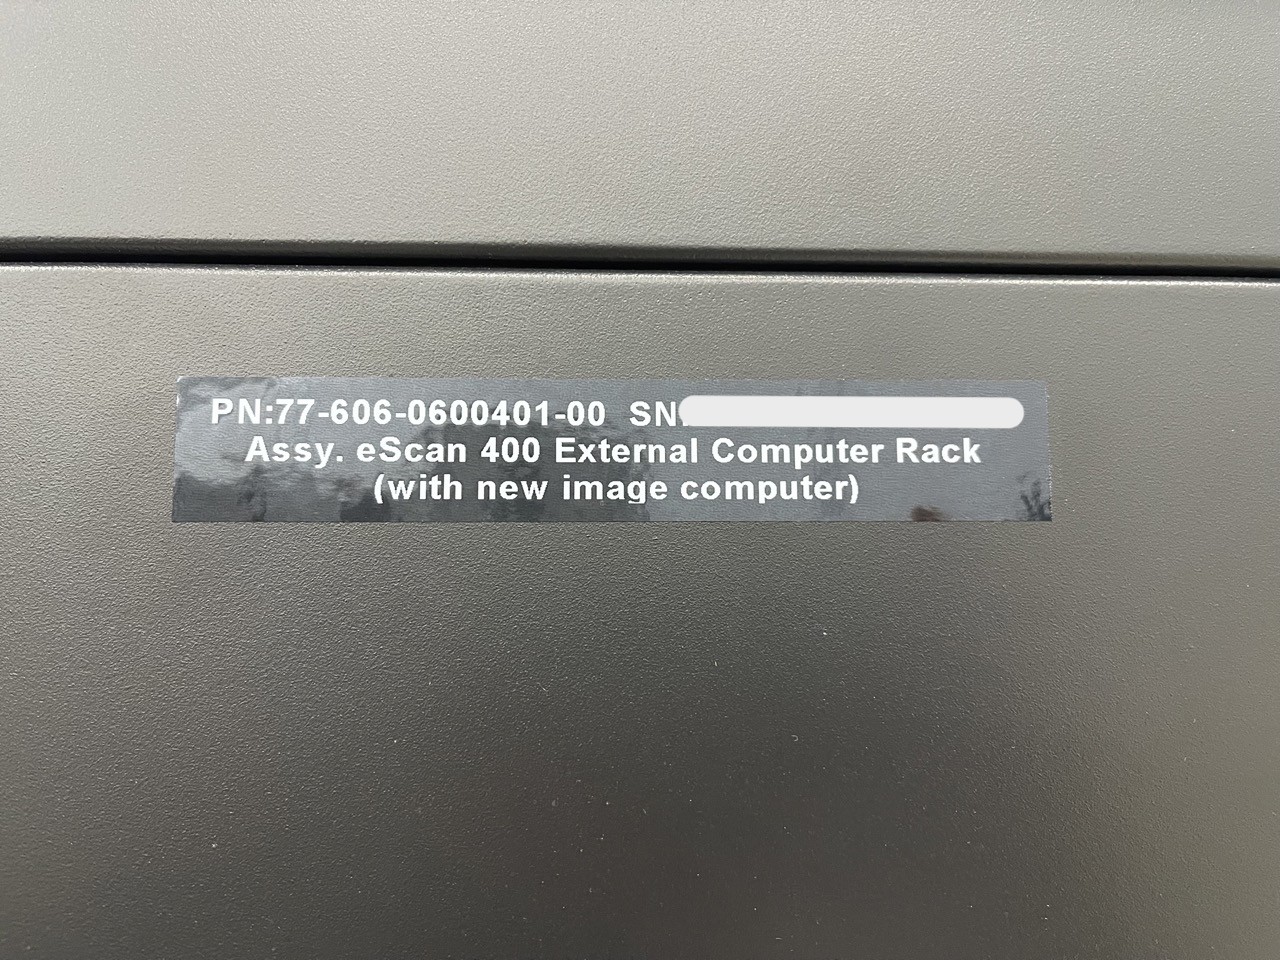 PN:77-606-0600401-00 SN
Assy. eScan 400 External Computer Rack
(with new image computer)